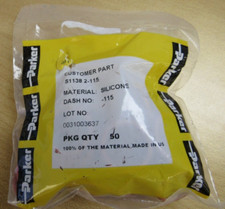 Parker
Parker
Parker
Parker
CUSTOMER PART
S1138 2-115
MATERIAL: SILICONE
DASH NO: -115
LOT NO:
0031003637
PKG QTY 50
100% OF THE MATERIAL MADE IN US